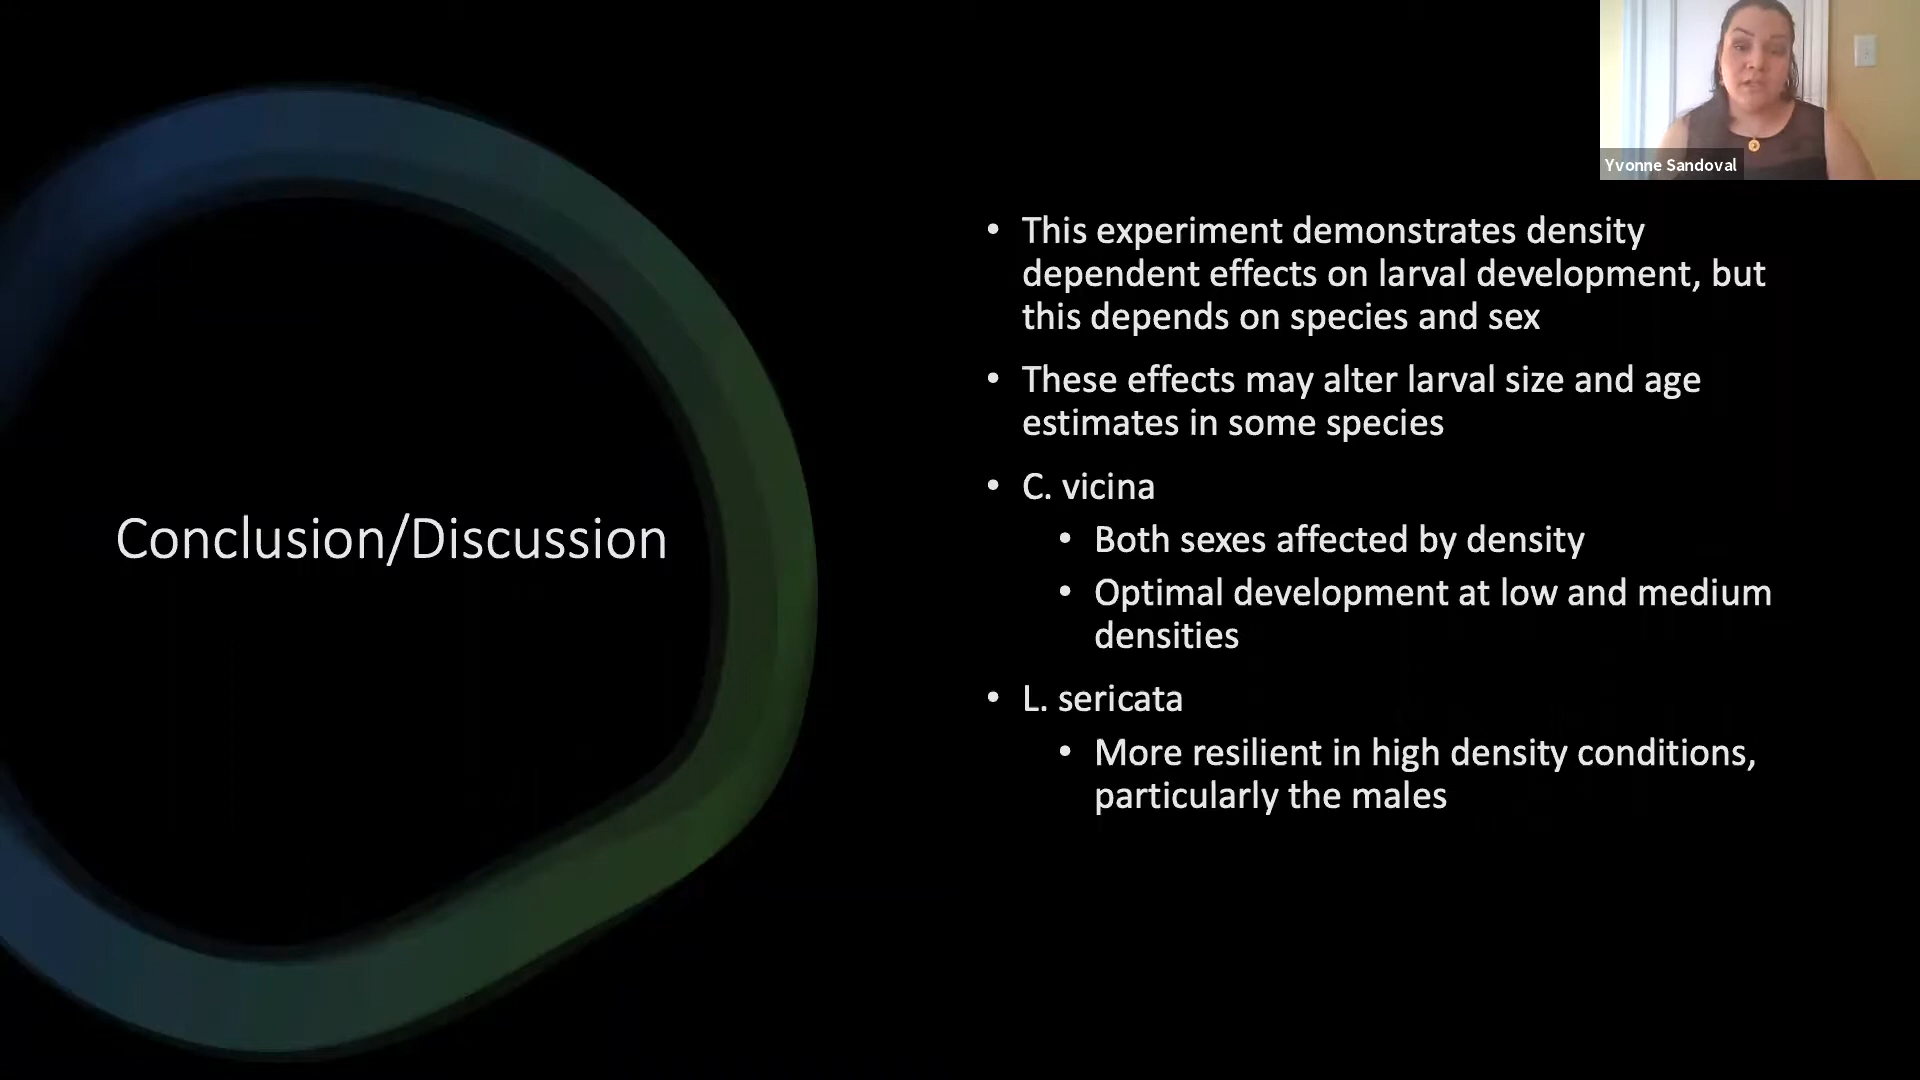 Yvonne Sandoval
Conclusion/Discussion
• This experiment demonstrates density
dependent effects on larval development, but
this depends on species and sex
• These effects may alter larval size and age
estimates in some species
• C. vicina
• Both sexes affected by density
• Optimal development at low and medium
densities
• L. sericata
• More resilient in high density conditions,
particularly the males